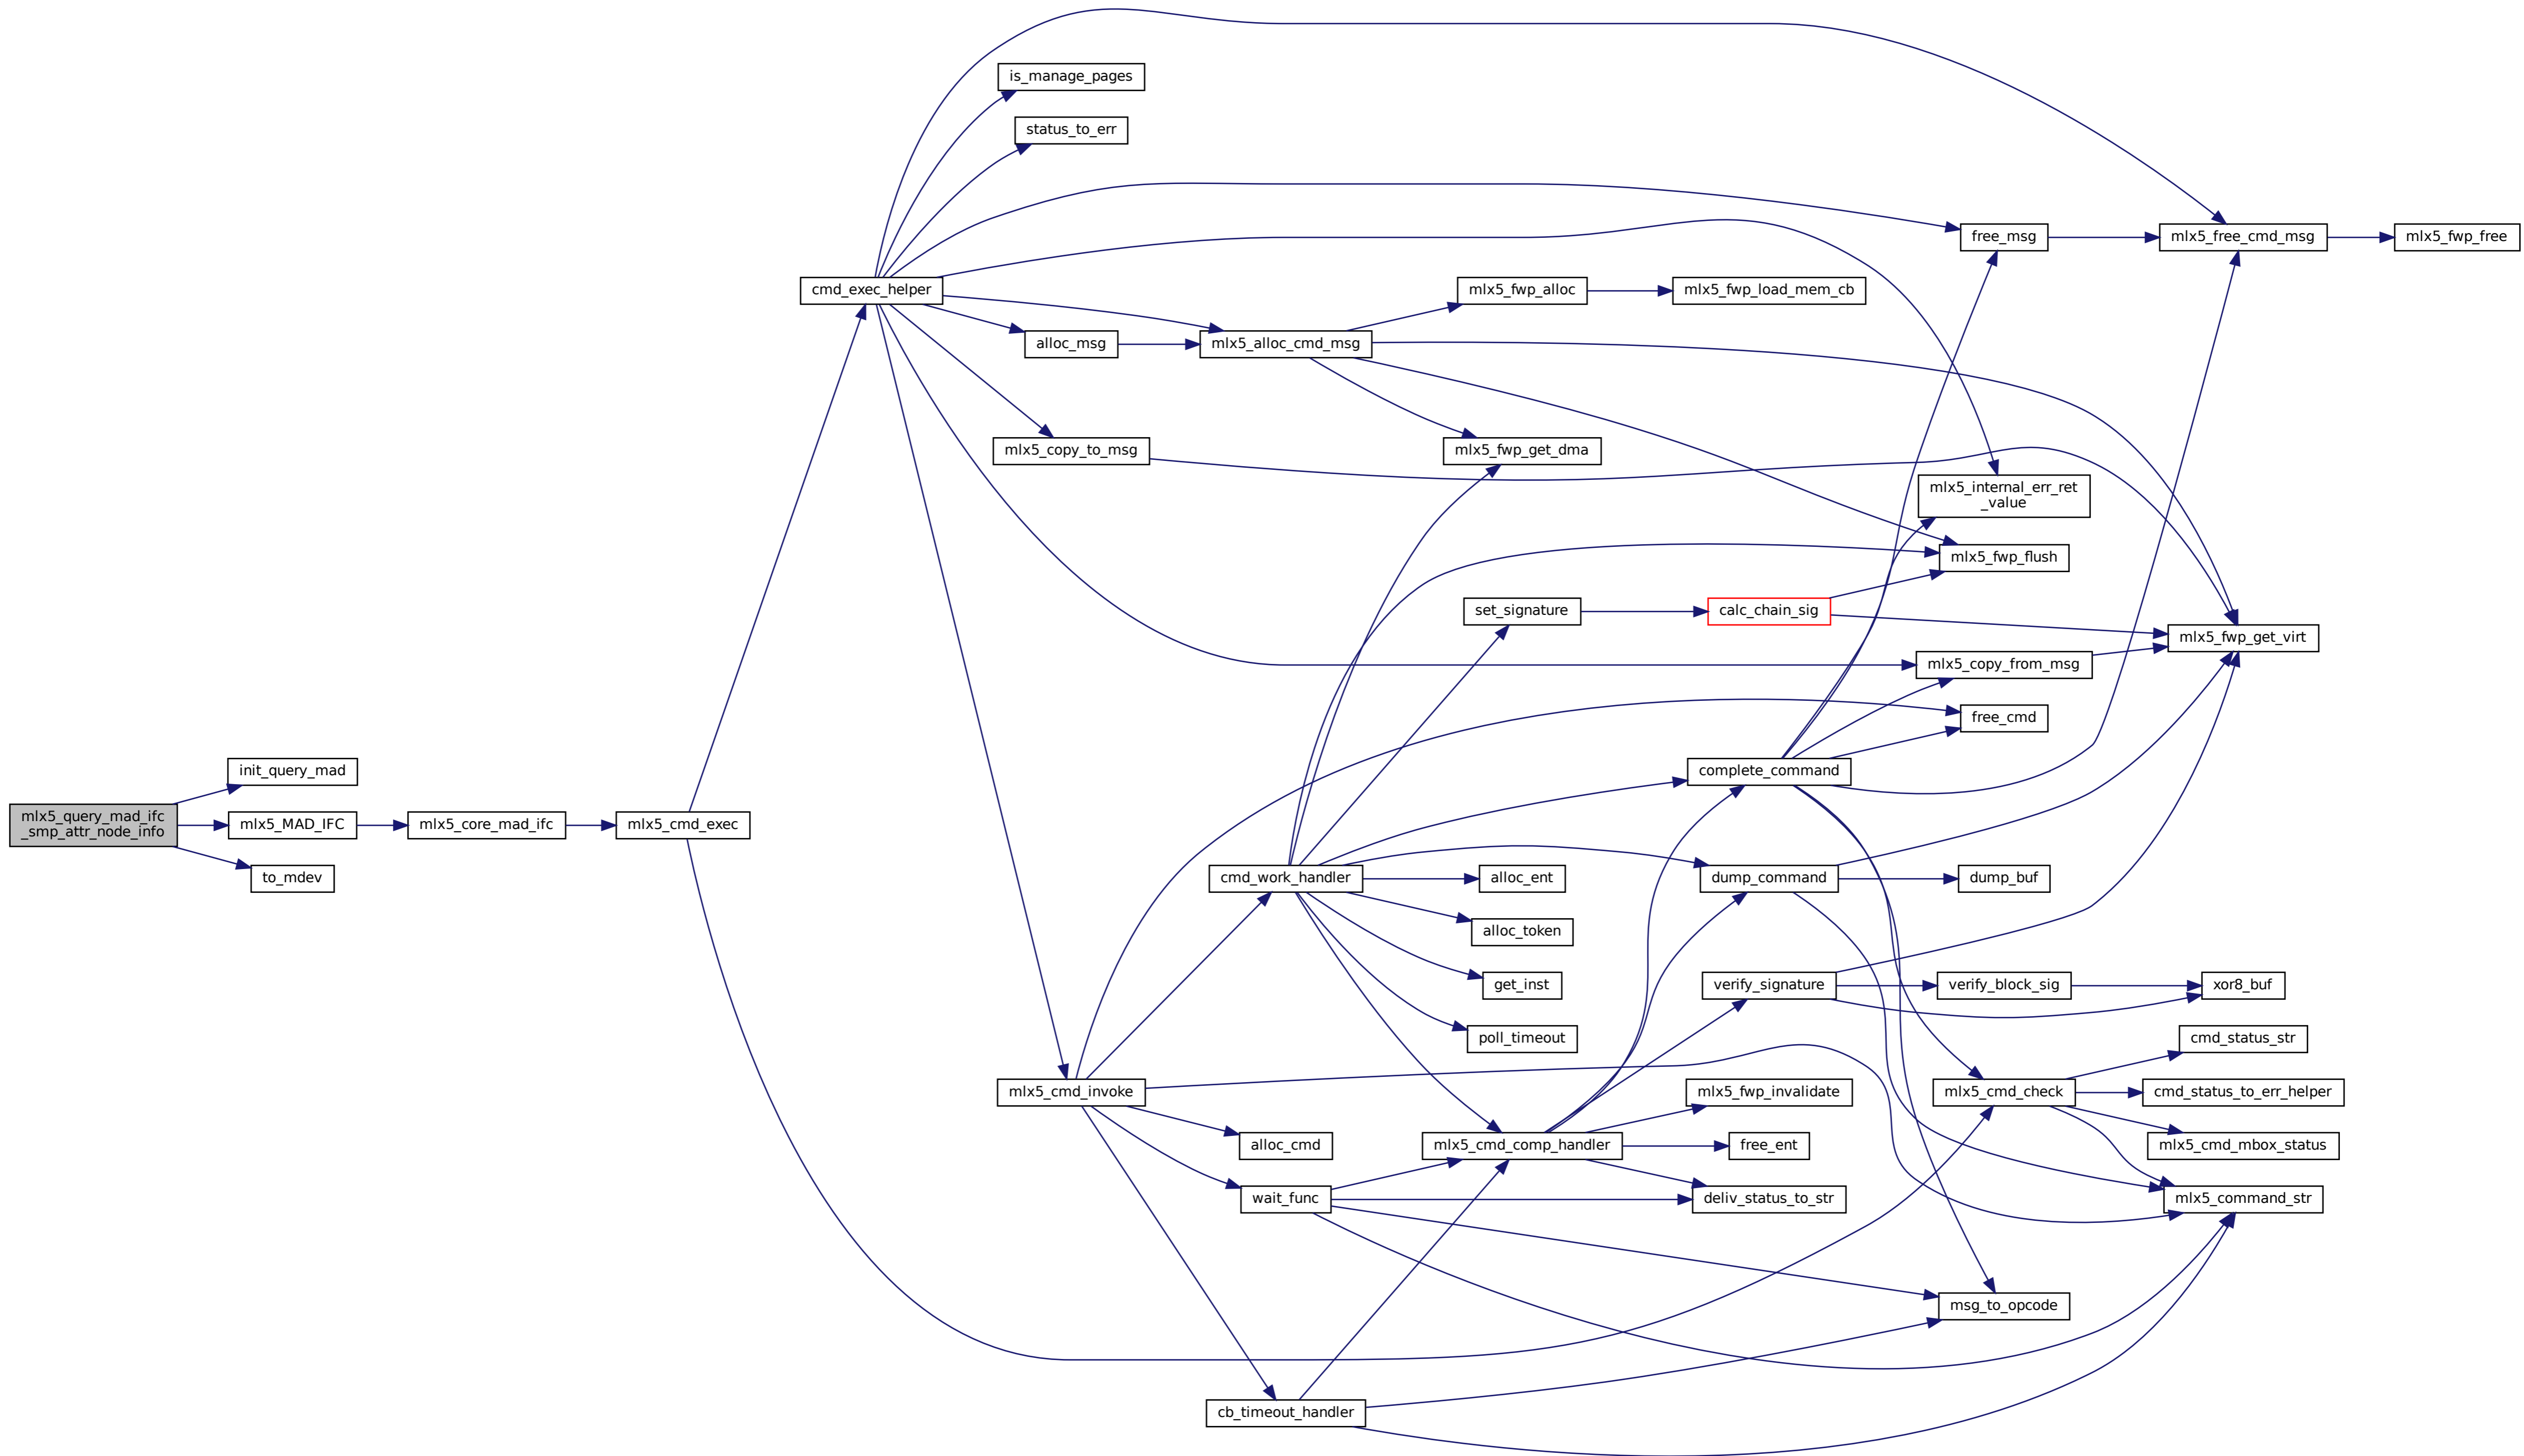 mlx5_query_mad_ifc
_smp_attr_node_info
init_query_mad
mlx5_MAD_IFC
to_mdev
mlx5_core_mad_ifc
mlx5_cmd_exec
cmd_exec_helper
is_manage_pages
status_to_err
alloc_msg
mlx5_copy_to_msg
mlx5_cmd_invoke
mlx5_alloc_cmd_msg
cmd_work_handler
alloc_cmd
wait_func
cb_timeout_handler
mlx5_fwp_alloc
mlx5_fwp_get_dma
set_signature
alloc_ent
alloc_token
get_inst
poll_timeout
mlx5_cmd_comp_handler
mlx5_fwp_load_mem_cb
calc_chain_sig
complete_command
dump_command
verify_signature
mlx5_fwp_invalidate
free_ent
deliv_status_to_str
free_msg
mlx5_internal_err_ret
_value
mlx5_fwp_flush
mlx5_copy_from_msg
free_cmd
dump_buf
verify_block_sig
mlx5_cmd_check
msg_to_opcode
mlx5_free_cmd_msg
mlx5_fwp_get_virt
xor8_buf
cmd_status_str
cmd_status_to_err_helper
mlx5_cmd_mbox_status
mlx5_command_str
mlx5_fwp_free